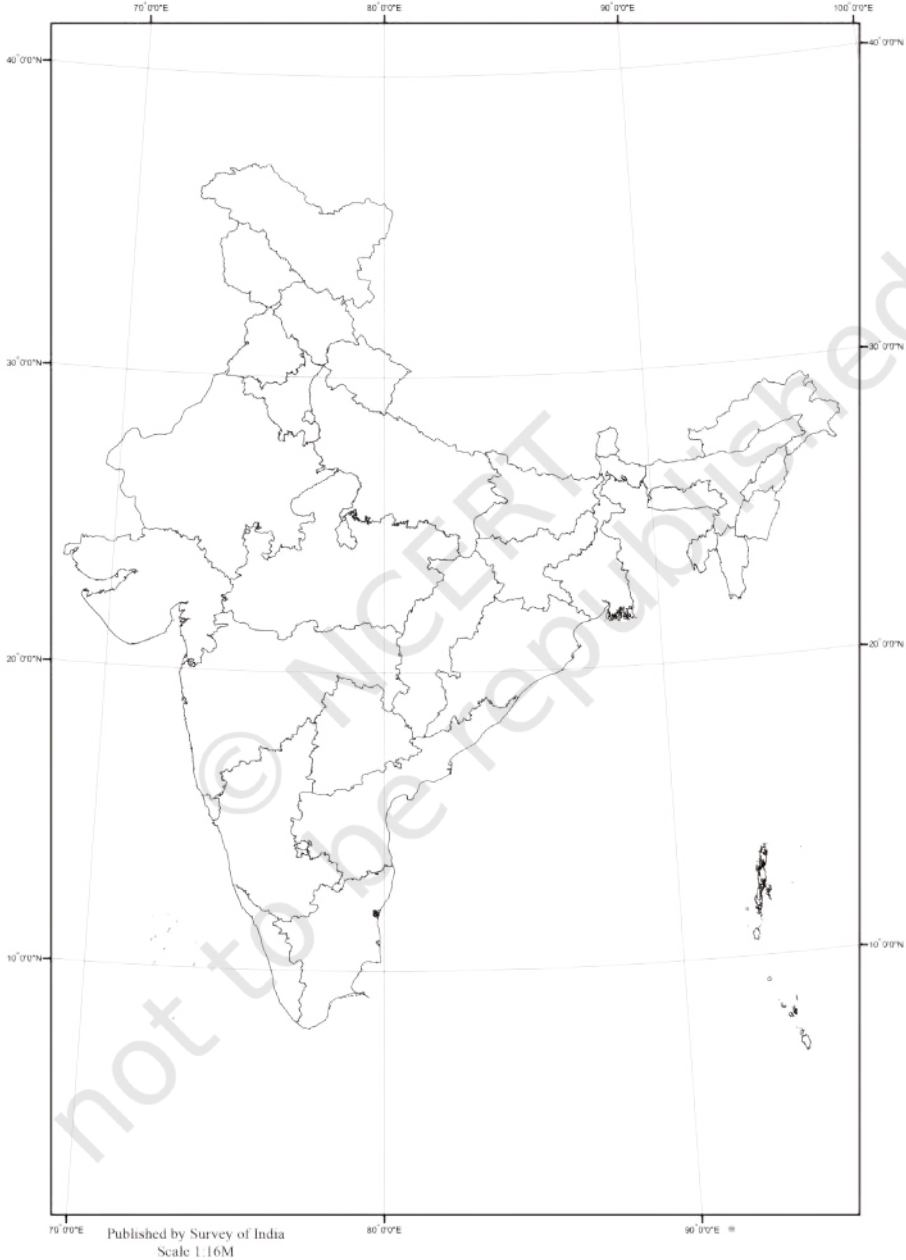 70°0'0"E 80°0'0"E 90°0'0"E 100°0'0"E
40°0'0"N 40°0'0"N
30°0'0"N 30°0'0"N
20°0'0"N 20°0'0"N
10°0'0"N 10°0'0"N
© NCERT
not to be republished
79°0'0"E 80°0'0"E 90°0'0"E
Published by Survey of India
Scale 1:16M